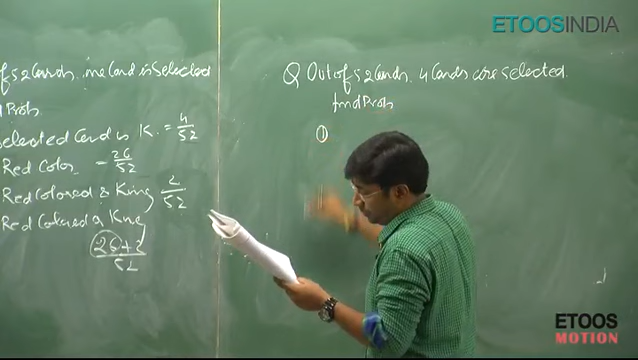 ETOOSINDIA
of 52 Cards, one Card is Selected
Prob
Selected Card is K. = 4/52
Red Color = 26/52
Red Colored & King 2/52
Red Colored or King
26+2
52
Q Out of 52 Cards, 4 Cards are selected.
find Prob
①
ETOOS
MOTION